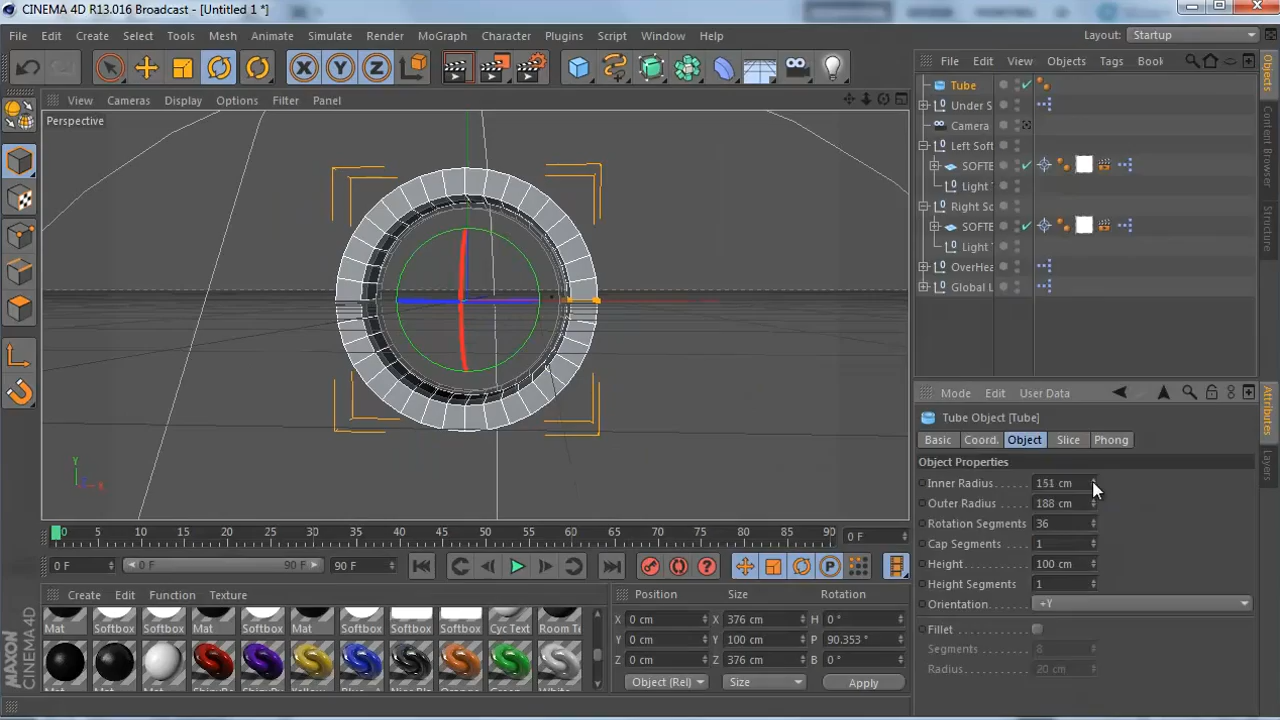 CINEMA 4D R13.016 Broadcast - [Untitled 1 *]
File Edit Create Select Tools Mesh Animate Simulate Render MoGraph Character Plugins Script Window Help
Layout: Startup
File Edit View Objects Tags Book
View Cameras Display Options Filter Panel
Perspective
Tube
Under S
Camera
Left Soft
SOFTE
Light
Right So
SOFTE
Light
OverHea
Global L
Objects
Content Browser
Structure
Y
X
Mode Edit User Data
Tube Object [Tube]
Basic Coord. Object Slice Phong
Object Properties
Inner Radius 151 cm
Outer Radius 188 cm
Rotation Segments 36
Cap Segments 1
Height 100 cm
Height Segments 1
Orientation +Y
Fillet
Segments 8
Radius 20 cm
Attributes
Layers
0 5 10 15 20 25 30 35 40 45 50 55 60 65 70 75 80 85 90 0 F
0 F 0 F 90 F 90 F
Create Edit Function Texture
Mat Softbox Softbox Mat Mat Mat Softbox Softbox Softbox Cyc Text Room T
Position Size Rotation
X 0 cm X 376 cm H 0°
Y 0 cm Y 100 cm P 90.353°
Z 0 cm Z 376 cm B 0°
Object (Rel) Size Apply
MAXON
CINEMA 4D